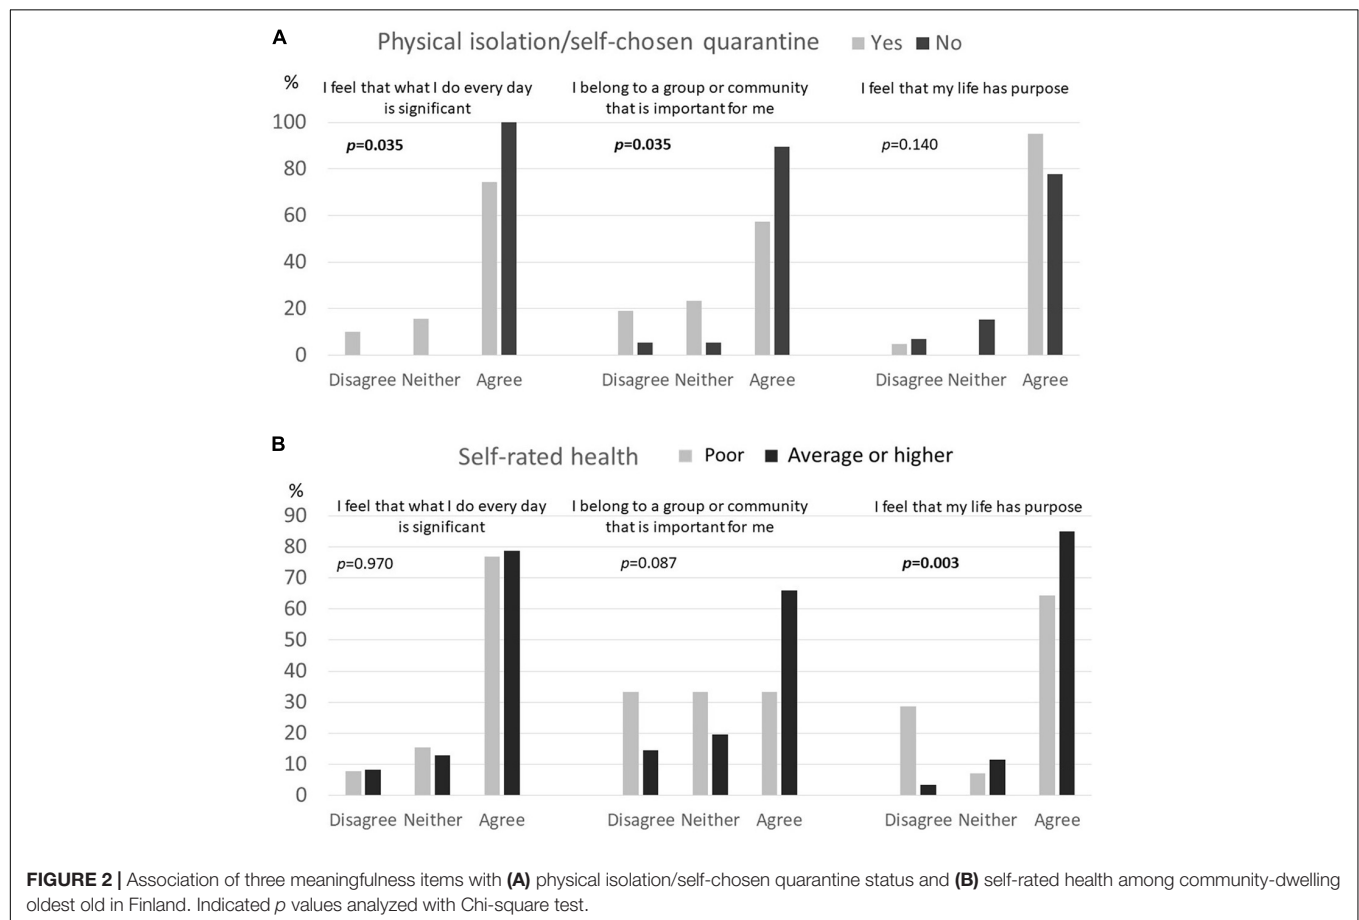 A
Physical isolation/self-chosen quarantine Yes No
%
I feel that what I do every day
is significant
I belong to a group or community
that is important for me
I feel that my life has purpose
p=0.035
p=0.035
p=0.140
100
80
60
40
20
0
Disagree Neither Agree
Disagree Neither Agree
Disagree Neither Agree
B
Self-rated health Poor Average or higher
%
I feel that what I do every day
is significant
I belong to a group or community
that is important for me
I feel that my life has purpose
p=0.970
p=0.087
p=0.003
90
80
70
60
50
40
30
20
10
0
Disagree Neither Agree
Disagree Neither Agree
Disagree Neither Agree
FIGURE 2 | Association of three meaningfulness items with (A) physical isolation/self-chosen quarantine status and (B) self-rated health among community-dwelling
oldest old in Finland. Indicated p values analyzed with Chi-square test.